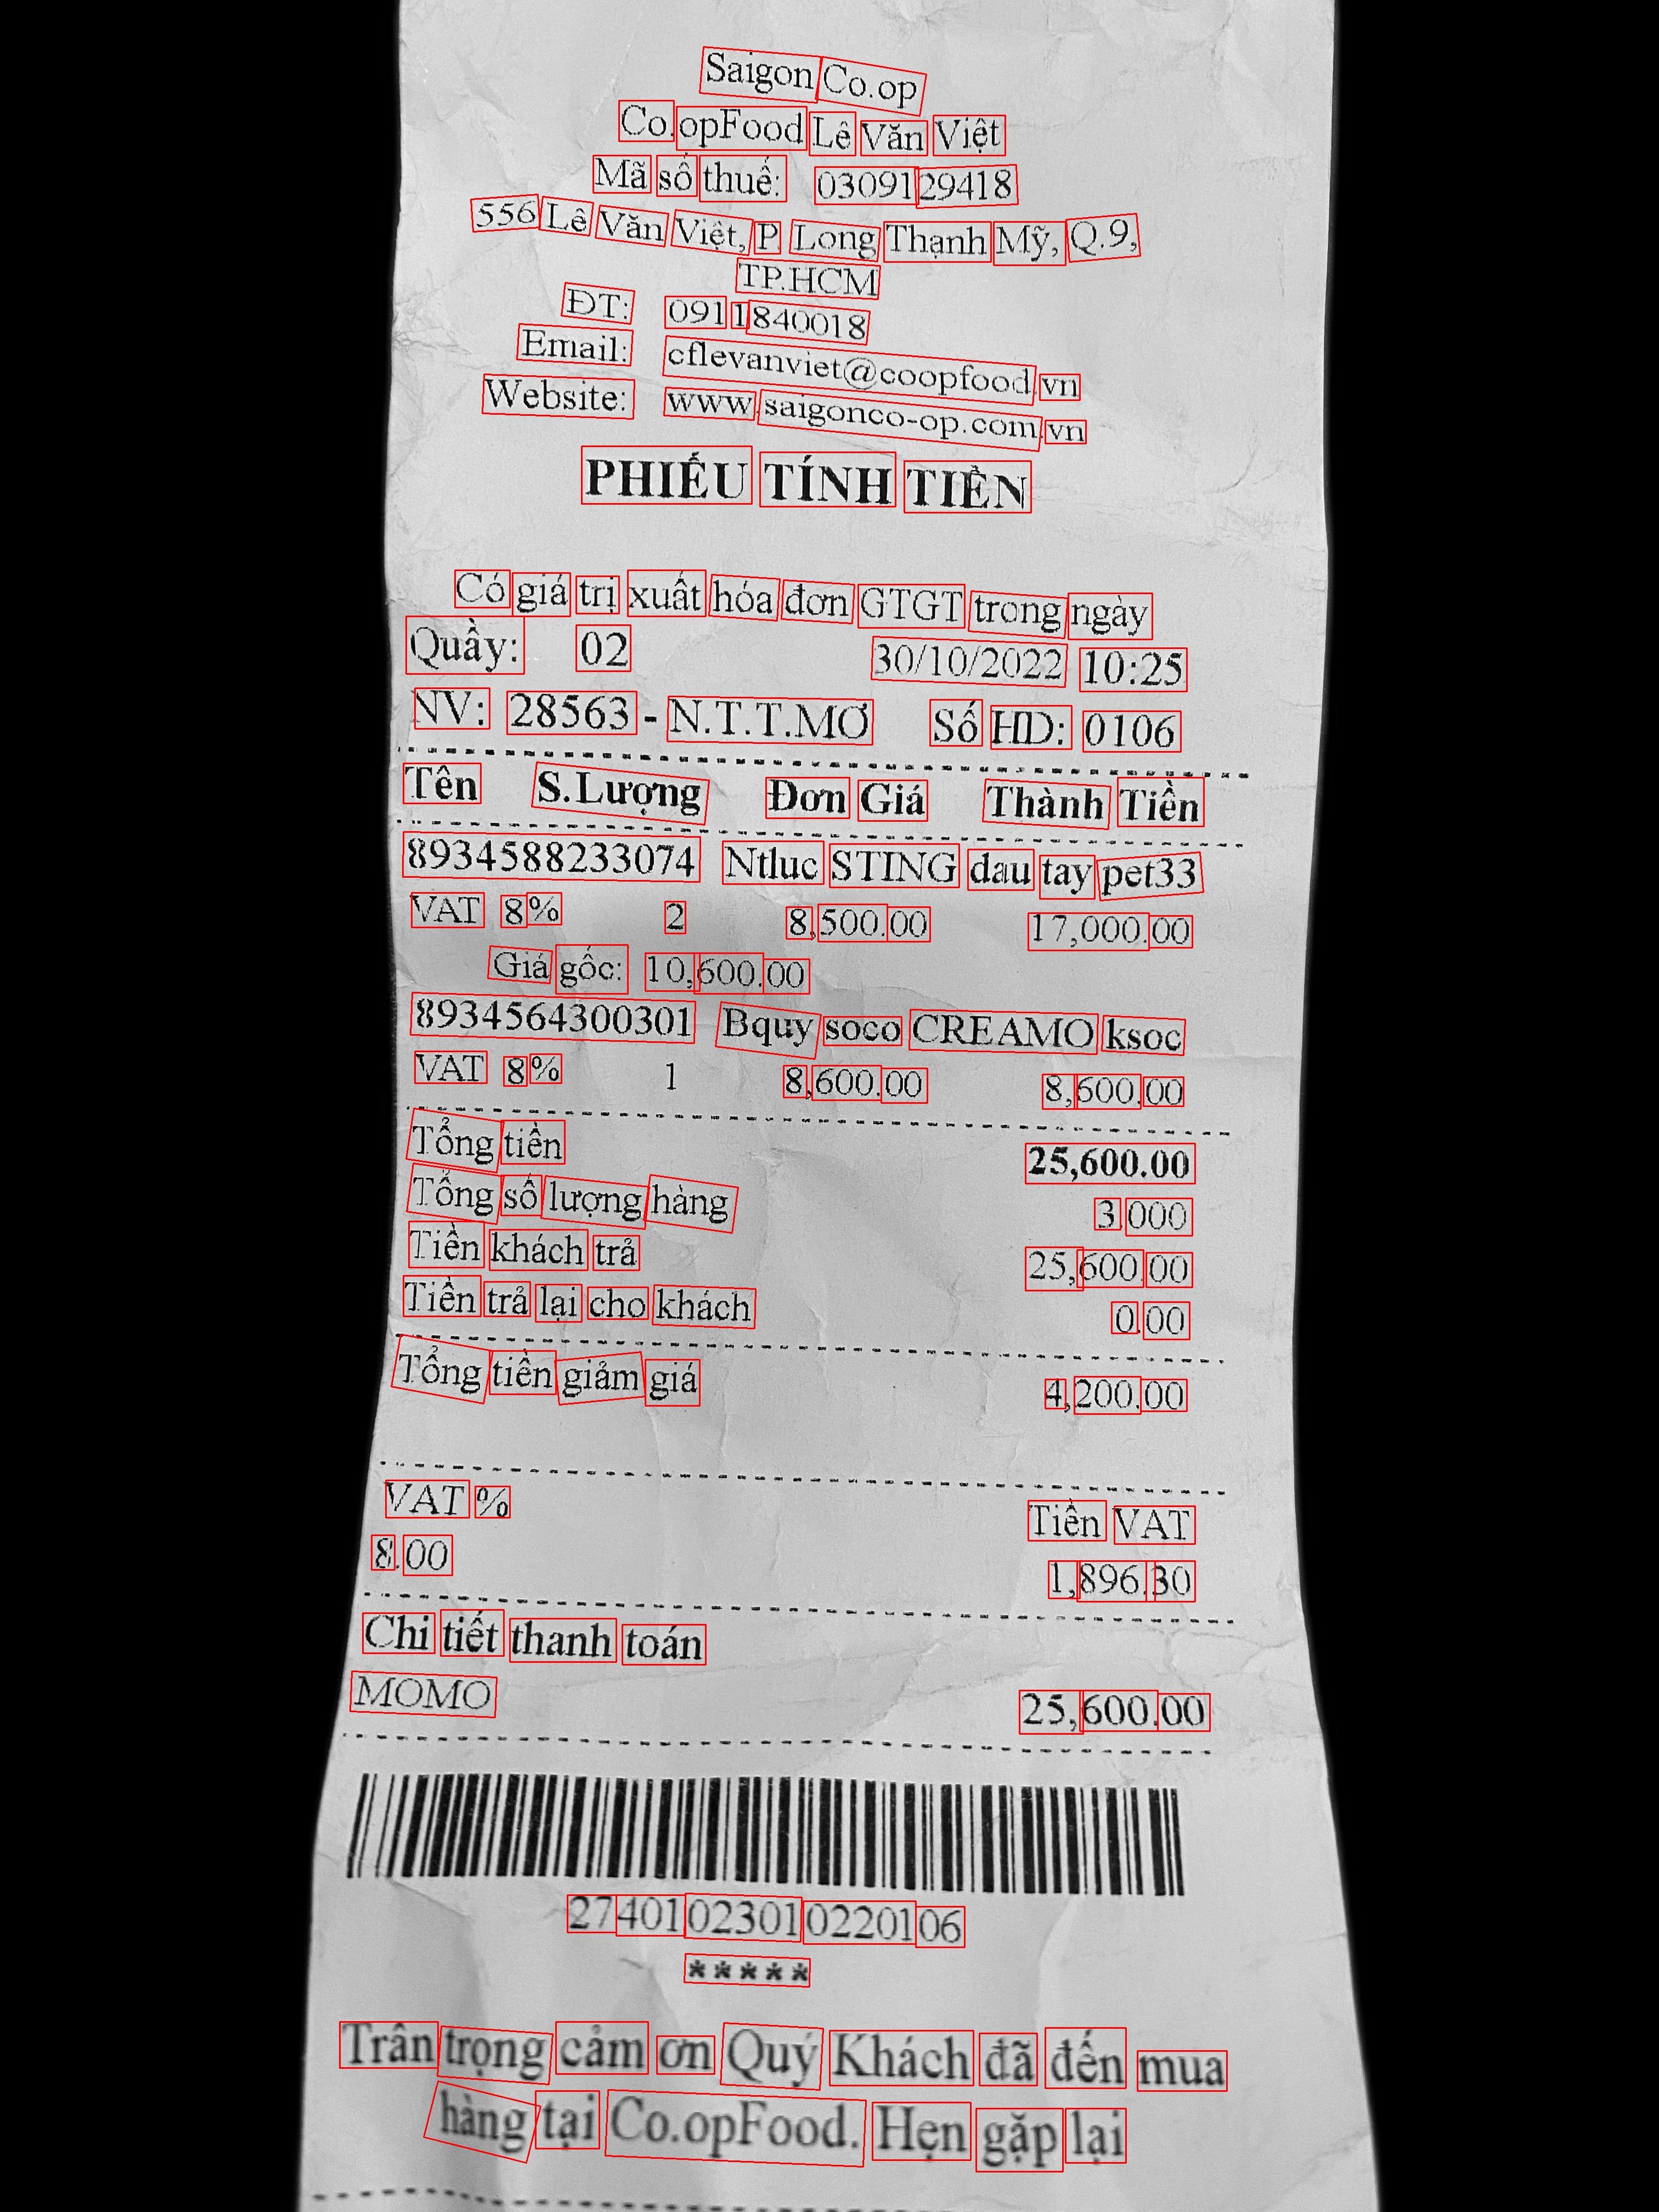 Saigon Co.op
Co.opFood Lê Văn Việt
Mã số thuế: 0309129418
556 Lê Văn Việt, P. Long Thạnh Mỹ, Q.9,
TP.HCM
ĐT: 0911840018
Email: cflevanviet@coopfood.vn
Website: www.saigonco-op.com.vn
PHIẾU TÍNH TIỀN
Có giá trị xuất hóa đơn GTGT trong ngày
Quầy: 02 30/10/2022 10:25
NV: 28563 - N.T.T.MƠ Số HD: 0106
Tên S.Lượng Đơn Giá Thành Tiền
8934588233074 Ntluc STING dau tay pet33
VAT 8% 2 8,500.00 17,000.00
Giá gốc: 10,600.00
8934564300301 Bquy soco CREAMO ksoc
VAT 8% 1 8,600.00 8,600.00
Tổng tiền 25,600.00
Tổng số lượng hàng 3.000
Tiền khách trả 25,600.00
Tiền trả lại cho khách 0.00
Tổng tiền giảm giá 4,200.00
VAT % Tiền VAT
8.00 1,896.30
Chi tiết thanh toán
MOMO 25,600.00
27401023010220106
*****
Trân trọng cảm ơn Quý Khách đã đến mua
hàng tại Co.opFood. Hẹn gặp lại